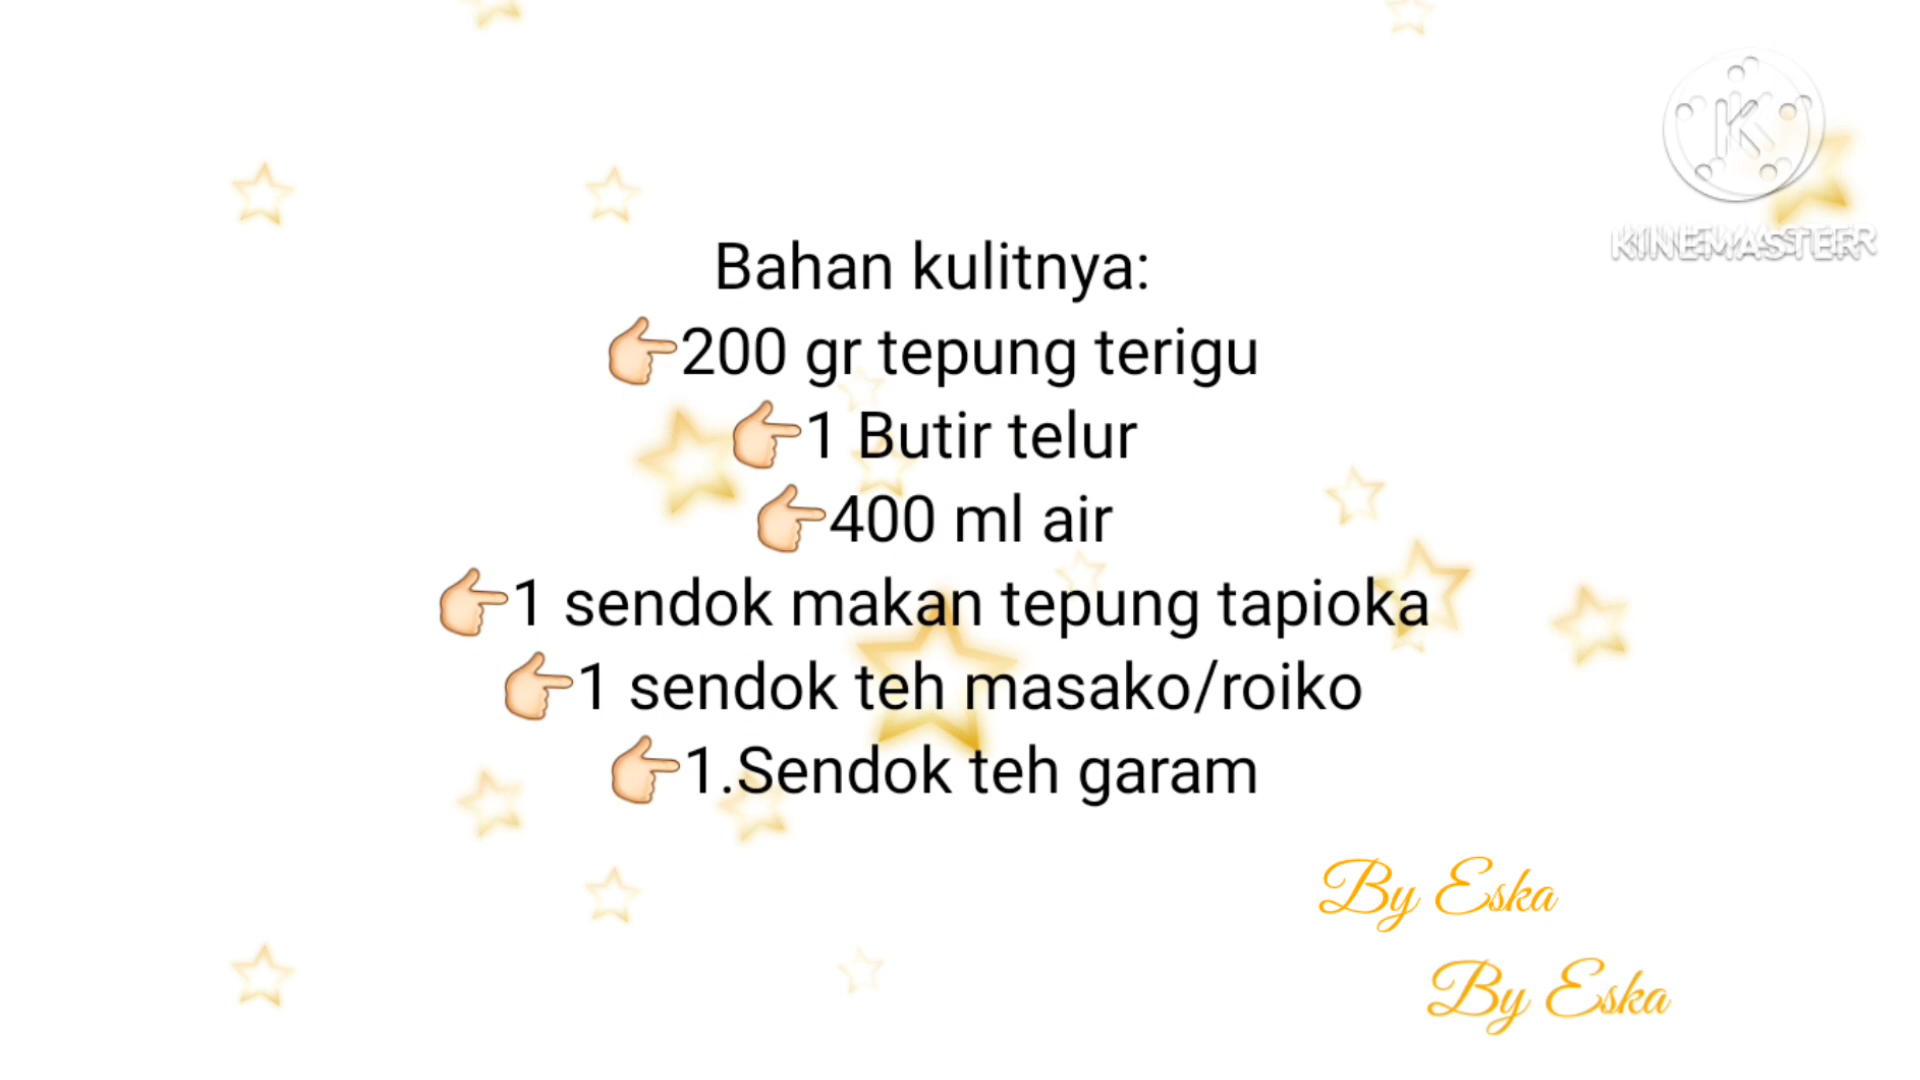 KINEMASTER
Bahan kulitnya:
👉200 gr tepung terigu
👉1 Butir telur
👉400 ml air
👉1 sendok makan tepung tapioka
👉1 sendok teh masako/roiko
👉1.Sendok teh garam
By Eska
By Eska